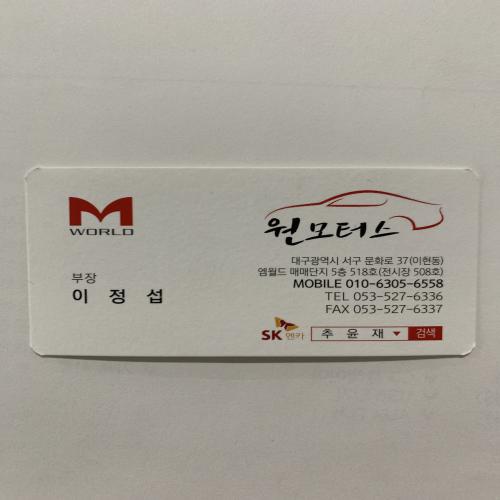 M
WORLD
부장
이 정 섭
원모터스
대구광역시 서구 문화로 37(이현동)
엠월드 매매단지 5층 518호(전시장 508호)
MOBILE 010-6305-6558
TEL 053-527-6336
FAX 053-527-6337
SK 엔카 추 윤 재 검색